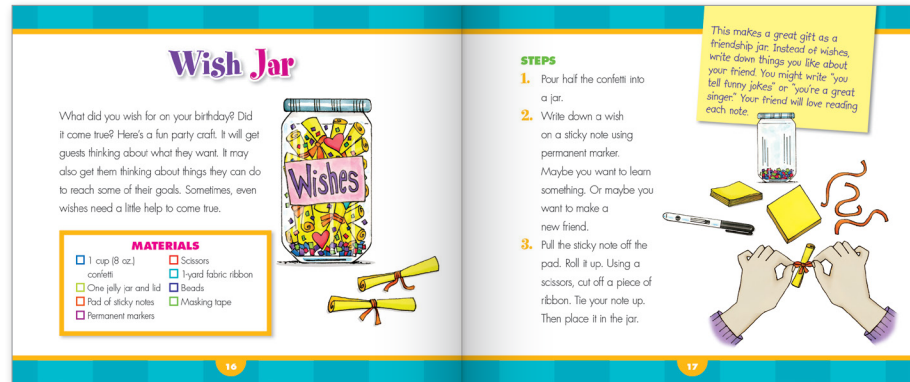 Wish Jar
What did you wish for on your birthday? Did
it come true? Here's a fun party craft. It will get
guests thinking about what they want. It may
also get them thinking about things they can do
to reach some of their goals. Sometimes, even
wishes need a little help to come true.
Wishes
MATERIALS
1 cup (8 oz.)
confetti
One jelly jar and lid
Pad of sticky notes
Permanent markers
Scissors
1-yard fabric ribbon
Beads
Masking tape
16
STEPS
1. Pour half the confetti into
a jar.
2. Write down a wish
on a sticky note using
permanent marker.
Maybe you want to learn
something. Or maybe you
want to make a
new friend.
3. Pull the sticky note off the
pad. Roll it up. Using a
scissors, cut off a piece of
ribbon. Tie your note up.
Then place it in the jar.
This makes a great gift as a
friendship jar. Instead of wishes,
write down things you like about
your friend. You might write "you
tell funny jokes" or "you're a great
singer." Your friend will love reading
each note.
17